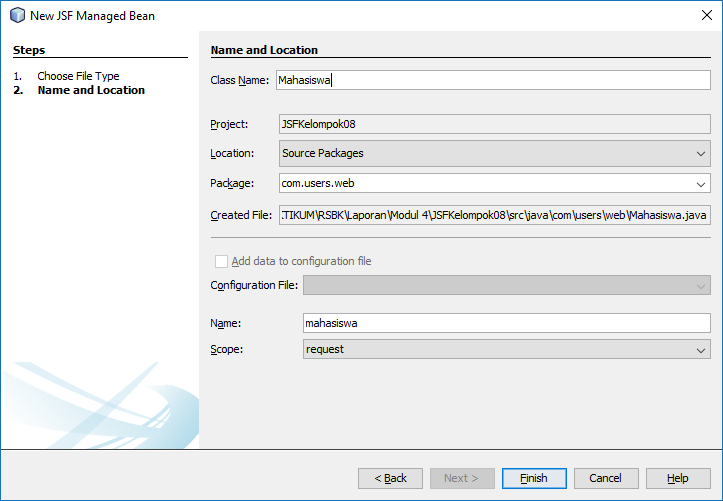 New JSF Managed Bean
Steps
1. Choose File Type
2. Name and Location
Name and Location
Class Name: Mahasiswa
Project: JSFKelompok08
Location: Source Packages
Package: com.users.web
Created File: :TIKUM\RSBK\Laporan\Modul 4\JSFKelompok08\src\java\com\users\web\Mahasiswa.java
Add data to configuration file
Configuration File:
Name: mahasiswa
Scope: request
< Back Next > Finish Cancel Help